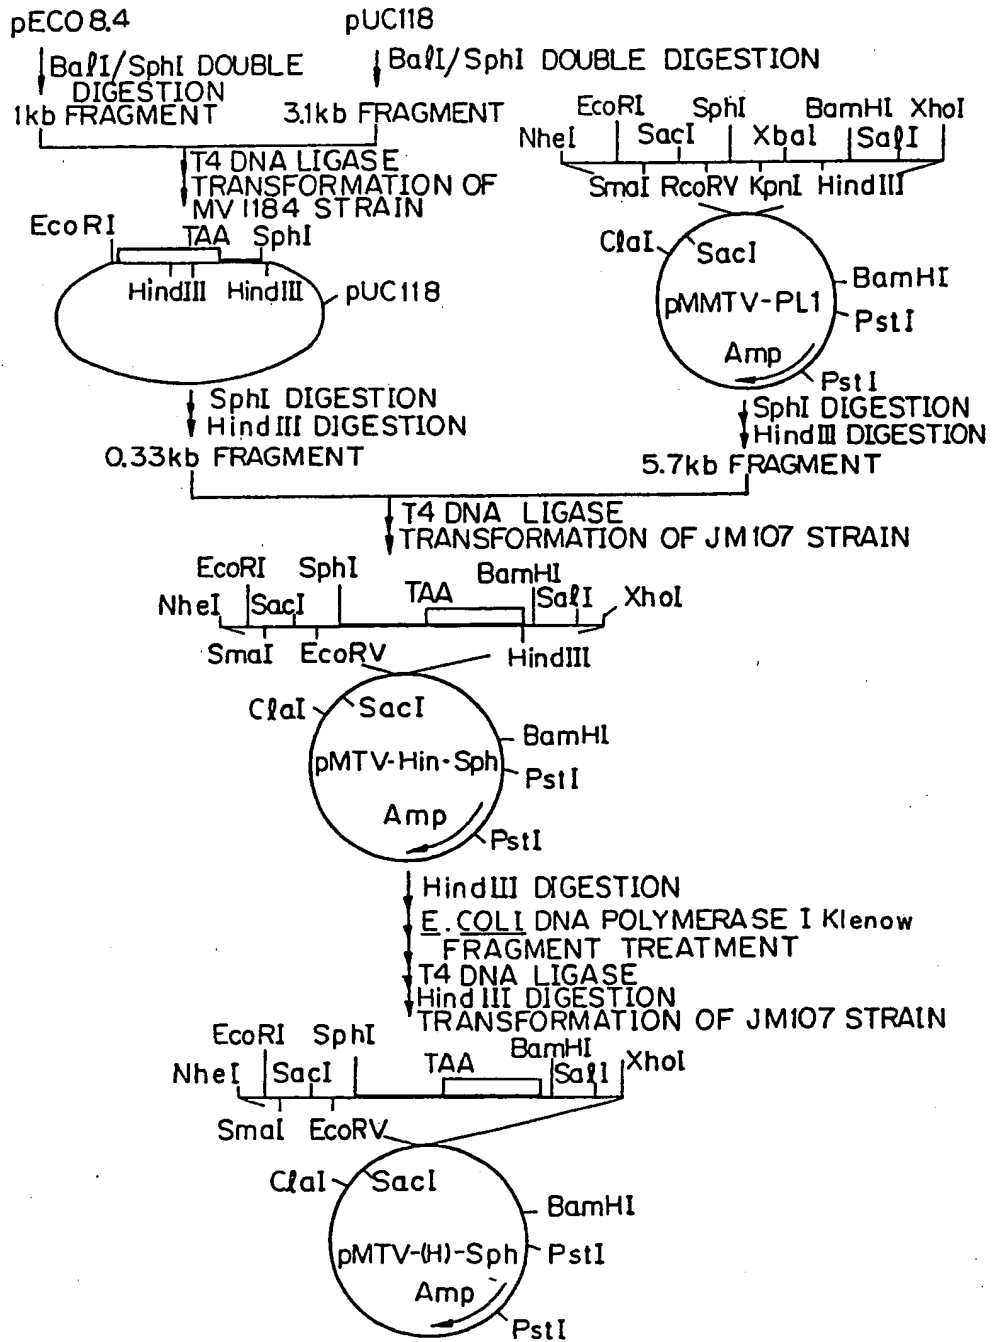 pECO 8.4
pUC118
BalI/SphI DOUBLE
DIGESTION
BalI/SphI DOUBLE DIGESTION
1kb FRAGMENT
3.1kb FRAGMENT
T4 DNA LIGASE
TRANSFORMATION OF
MV 1184 STRAIN
EcoRI
SphI
BamHI
XhoI
NheI
SacI
XbaI
SalI
SmaI
RcoRV
KpnI
HindIII
EcoRI
TAA
SphI
HindIII
HindIII
pUC118
ClaI
SacI
BamHI
pMMTV-PL1
PstI
Amp
PstI
SphI DIGESTION
HindIII DIGESTION
0.33kb FRAGMENT
SphI DIGESTION
HindIII DIGESTION
5.7kb FRAGMENT
T4 DNA LIGASE
TRANSFORMATION OF JM107 STRAIN
EcoRI
SphI
BamHI
NheI
SacI
TAA
SalI
XhoI
SmaI
EcoRV
HindIII
ClaI
SacI
BamHI
pMTV-Hin-Sph
PstI
Amp
PstI
HindIII DIGESTION
E. COLI DNA POLYMERASE I Klenow
FRAGMENT TREATMENT
T4 DNA LIGASE
HindIII DIGESTION
TRANSFORMATION OF JM107 STRAIN
EcoRI
SphI
BamHI
NheI
SacI
TAA
SalI
XhoI
SmaI
EcoRV
ClaI
SacI
BamHI
pMTV-(H)-Sph
PstI
Amp
PstI